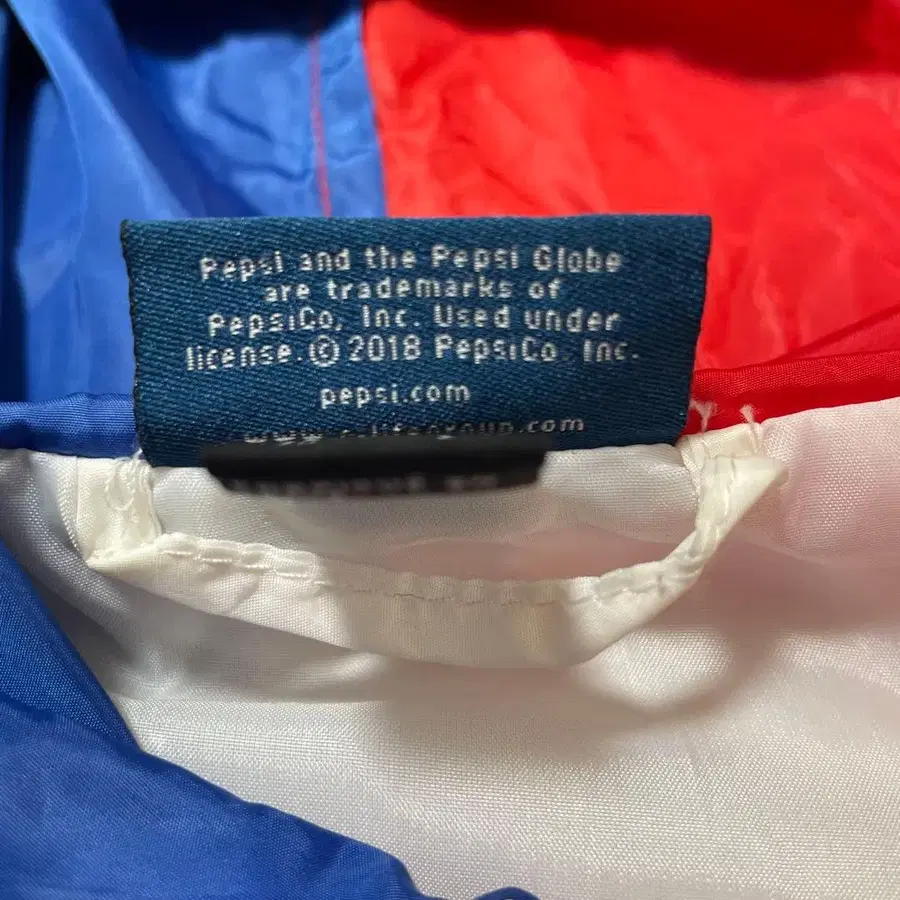 Pepsi and the Pepsi Globe
are trademarks of
PepsiCo, Inc. Used under
license. © 2018 PepsiCo, Inc.
pepsi.com